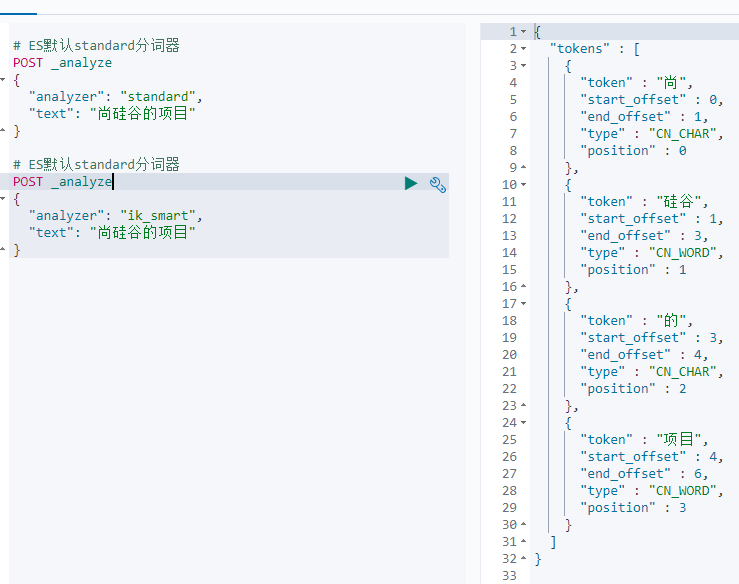 # ES默认standard分词器
POST _analyze
{
  "analyzer": "standard",
  "text": "尚硅谷的项目"
}
# ES默认standard分词器
POST _analyze
{
  "analyzer": "ik_smart",
  "text": "尚硅谷的项目"
}
1 {
2   "tokens" : [
3     {
4       "token" : "尚",
5       "start_offset" : 0,
6       "end_offset" : 1,
7       "type" : "CN_CHAR",
8       "position" : 0
9     },
10     {
11       "token" : "硅谷",
12       "start_offset" : 1,
13       "end_offset" : 3,
14       "type" : "CN_WORD",
15       "position" : 1
16     },
17     {
18       "token" : "的",
19       "start_offset" : 3,
20       "end_offset" : 4,
21       "type" : "CN_CHAR",
22       "position" : 2
23     },
24     {
25       "token" : "项目",
26       "start_offset" : 4,
27       "end_offset" : 6,
28       "type" : "CN_WORD",
29       "position" : 3
30     }
31   ]
32 }
33